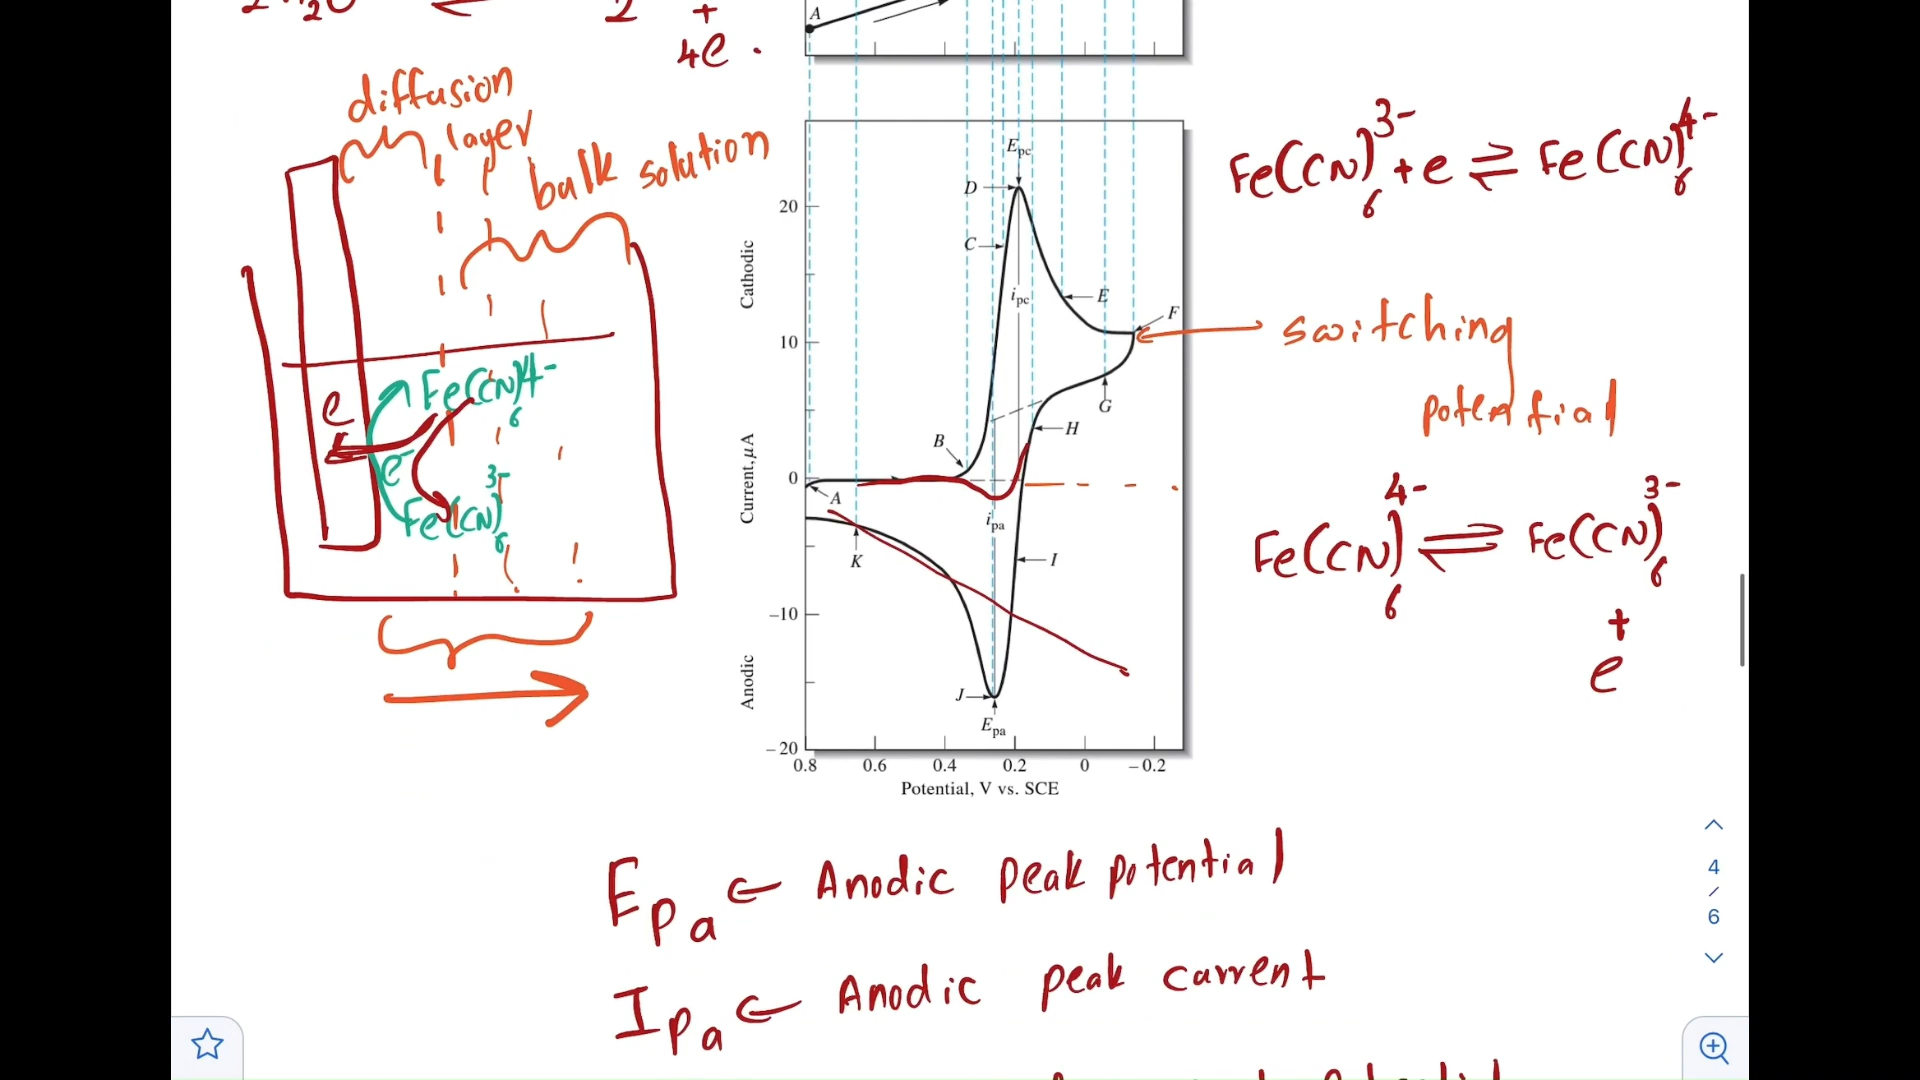 A
4e .
diffusion
layer
bulk solution
e
Fe(CN)6^4-
e-
Fe(CN)6^3-
Cathodic
Current, μA
Anodic
20
10
0
-10
-20
0.8 0.6 0.4 0.2 0 -0.2
Potential, V vs. SCE
Epc
D
C
ipc
E
F
G
B
H
A
ipa
K
I
J
Epa
Fe(CN)6^3- + e ⇌ Fe(CN)6^4-
switching
potential
Fe(CN)6^4- ⇌ Fe(CN)6^3-
+
e
Epa ← Anodic peak potential
Ipa ← Anodic peak current
4
/
6